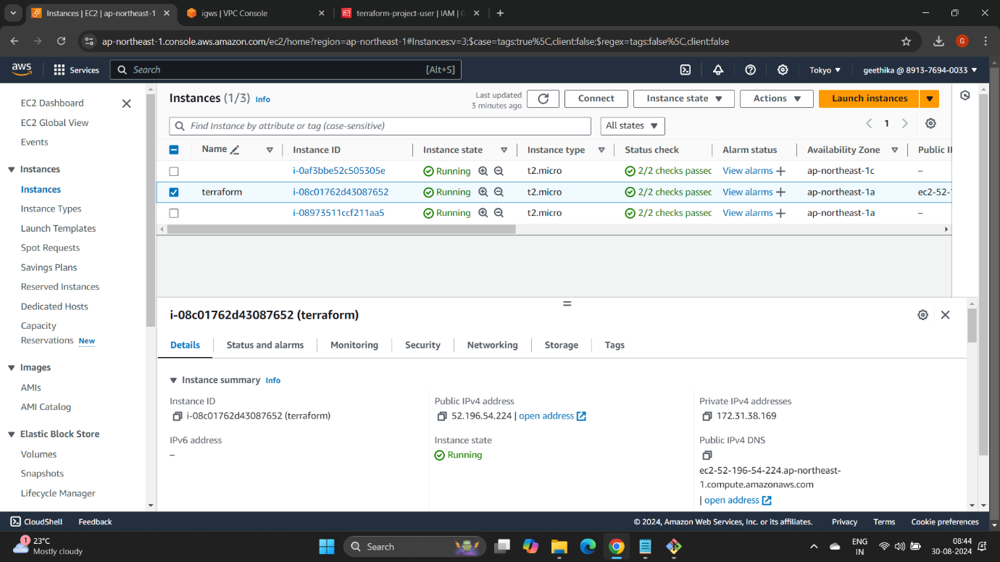 Instances | EC2 | ap-northeast-1
igws | VPC Console
terraform-project-user | IAM | G
ap-northeast-1.console.aws.amazon.com/ec2/home?region=ap-northeast-1#Instances:v=3;$case=tags:true%5C,client:false;$regex=tags:false%5C,client:false
G
aws
Services
Search
[Alt+S]
Tokyo
geethika @ 8913-7694-0033
EC2 Dashboard
EC2 Global View
Events
Instances
Instances
Instance Types
Launch Templates
Spot Requests
Savings Plans
Reserved Instances
Dedicated Hosts
Capacity
Reservations New
Images
AMIs
AMI Catalog
Elastic Block Store
Volumes
Snapshots
Lifecycle Manager
Instances (1/3) Info
Last updated
3 minutes ago
Connect
Instance state
Actions
Launch instances
Find Instance by attribute or tag (case-sensitive)
All states
1
Name Instance ID Instance state Instance type Status check Alarm status Availability Zone Public I
i-0af3bbe52c505305e Running t2.micro 2/2 checks passec View alarms ap-northeast-1c –
terraform i-08c01762d43087652 Running t2.micro 2/2 checks passec View alarms ap-northeast-1a ec2-52-
i-08973511ccf211aa5 Running t2.micro 2/2 checks passec View alarms ap-northeast-1a –
i-08c01762d43087652 (terraform)
Details Status and alarms Monitoring Security Networking Storage Tags
Instance summary Info
Instance ID
i-08c01762d43087652 (terraform)
IPv6 address
–
Public IPv4 address
52.196.54.224 | open address
Instance state
Running
Private IPv4 addresses
172.31.38.169
Public IPv4 DNS
ec2-52-196-54-224.ap-northeast-
1.compute.amazonaws.com
| open address
CloudShell Feedback
© 2024, Amazon Web Services, Inc. or its affiliates. Privacy Terms Cookie preferences
1
23°C
Mostly cloudy
Search
ENG
IN
08:44
30-08-2024